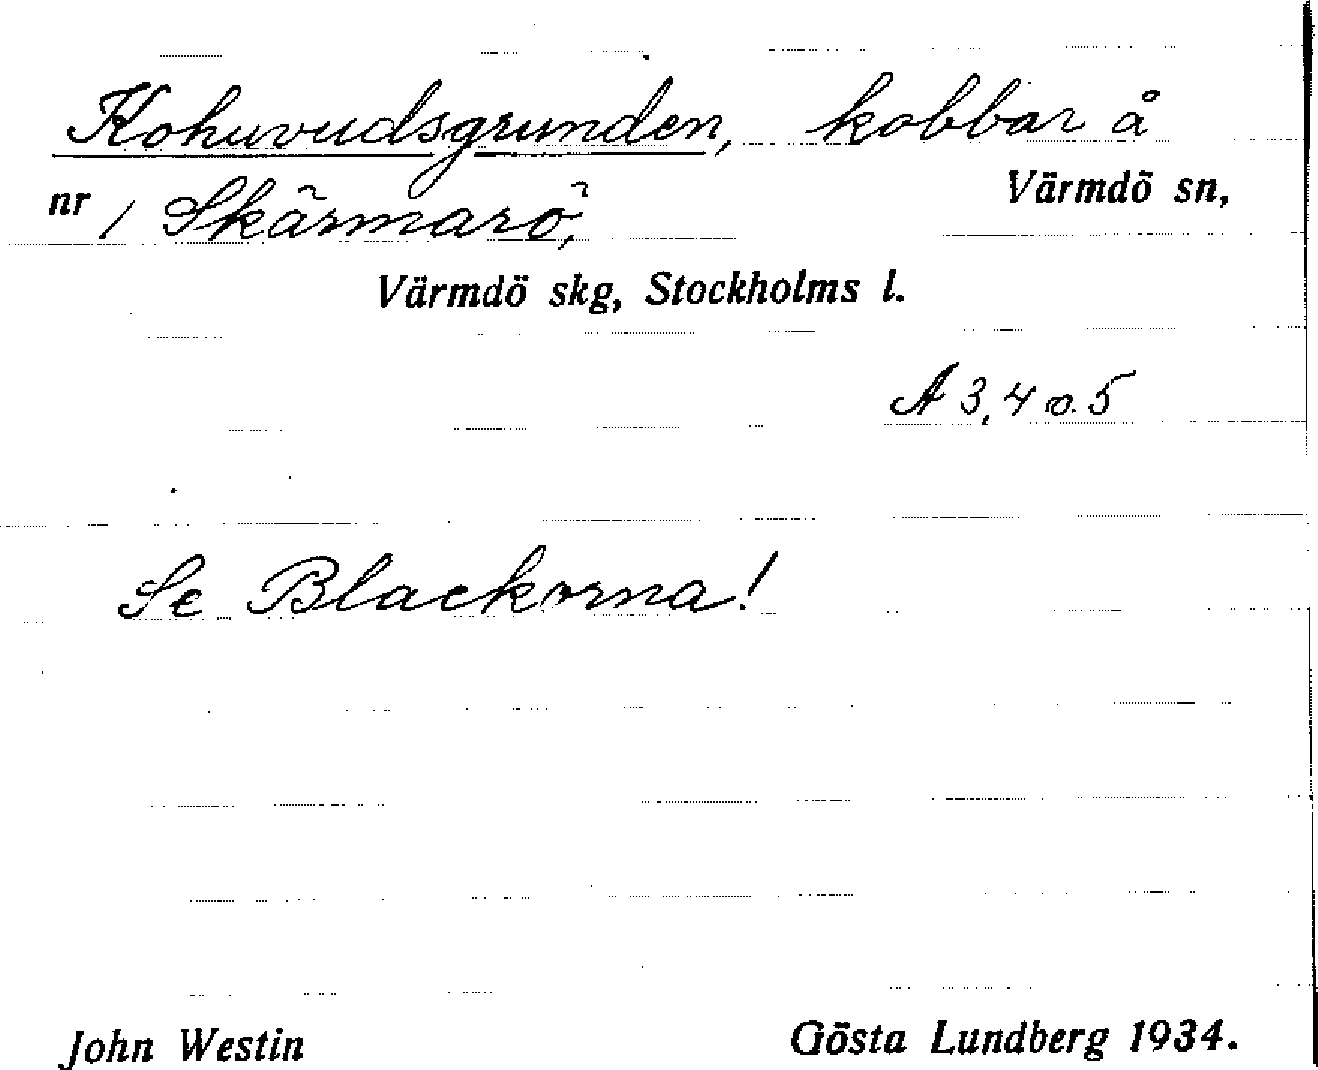 Kohuvudsgrunden, kobbar å
nr 1 Skärmarö, Värmdö sn,
Värmdö skg, Stockholms l.
A 3, 4 o. 5
Se Blackorna!
John Westin Gösta Lundberg 1934.